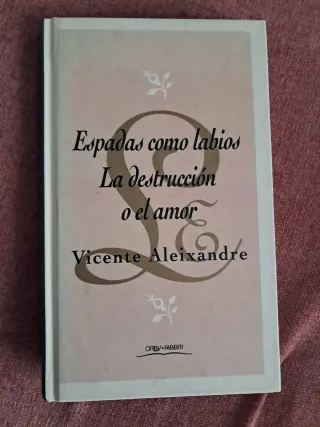 Espadas como labios
La destrucción
o el amor
Vicente Aleixandre
ORBIS•FABBRI